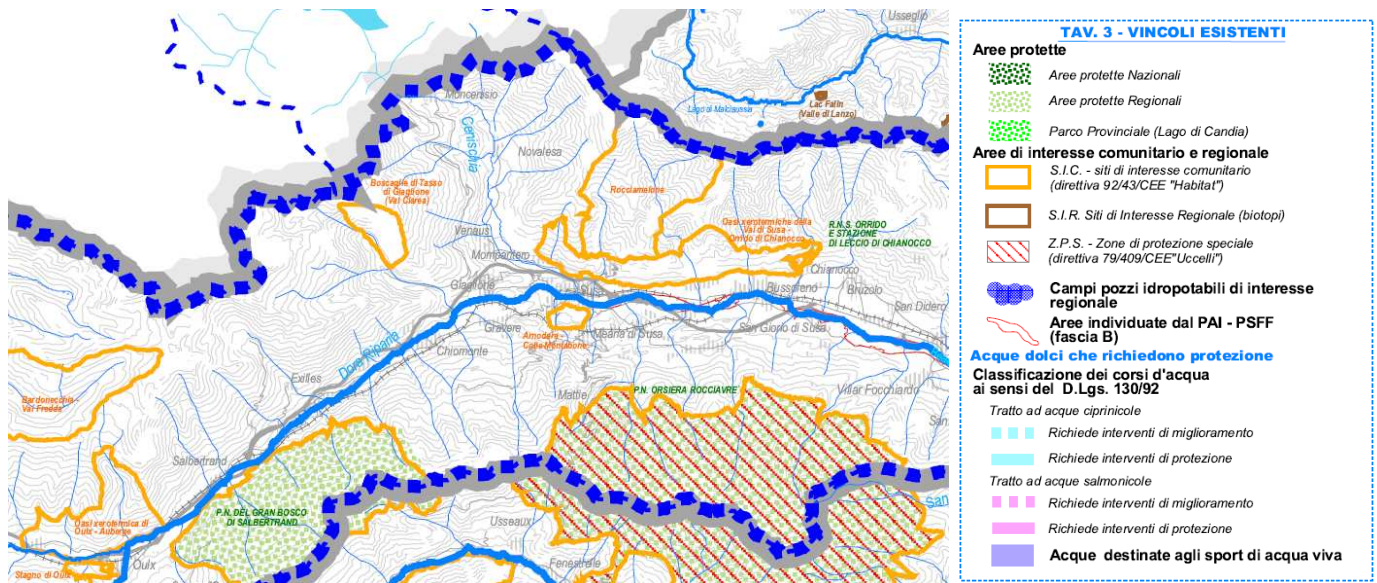 Usseglio
Moncenisio
Lago di Malciaussia
Lac Falin
(Valle di Lanzo)
Cenischia
Novalesa
Boscaglie di Tasso
di Giaglione
(Val Clarea)
Rocciamelone
Oasi xerotermiche della
Val di Susa -
Orrido di Chianocco
R.N.S. ORRIDO
E STAZIONE
DI LECCIO DI CHIANOCCO
Venaus
Mompantero
Chianocco
Giaglione
Susa
Bussoleno
Bruzolo
San Didero
Gravere
Arnodera -
Colle Montabone
Meana di Susa
San Giorio di Susa
Chiomonte
Dora Riparia
Exilles
Mattie
P.N. ORSIERA ROCCIAVRE'
Villar Focchiardo
Bardonecchia -
Val Fredda
San
Salbertrand
P.N. DEL GRAN BOSCO
DI SALBERTRAND
San
Oasi xerotermica di
Oulx - Auberge
Usseaux
Oulx
Stagno di Oulx
Fenestrelle
TAV. 3 - VINCOLI ESISTENTI
Aree protette
Aree protette Nazionali
Aree protette Regionali
Parco Provinciale (Lago di Candia)
Aree di interesse comunitario e regionale
S.I.C. - siti di interesse comunitario
(direttiva 92/43/CEE "Habitat")
S.I.R. Siti di Interesse Regionale (biotopi)
Z.P.S. - Zone di protezione speciale
(direttiva 79/409/CEE"Uccelli")
Campi pozzi idropotabili di interesse
regionale
Aree individuate dal PAI - PSFF
(fascia B)
Acque dolci che richiedono protezione
Classificazione dei corsi d'acqua
ai sensi del D.Lgs. 130/92
Tratto ad acque ciprinicole
Richiede interventi di miglioramento
Richiede interventi di protezione
Tratto ad acque salmonicole
Richiede interventi di miglioramento
Richiede interventi di protezione
Acque destinate agli sport di acqua viva